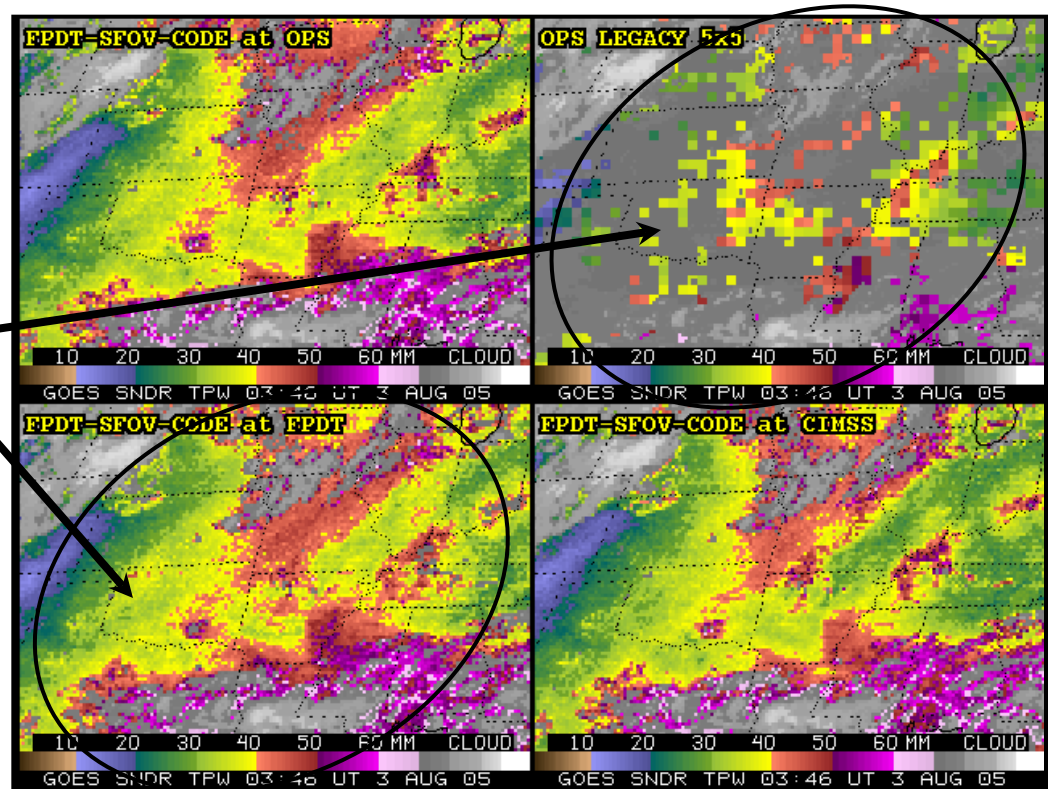 FPDT-SFOV-CODE at OPS
10 20 30 40 50 60 MM CLOUD
GOES SNDR TPW 03:46 UT 3 AUG 05
OPS LEGACY 5x5
10 20 30 40 50 60 MM CLOUD
GOES SNDR TPW 03:46 UT 3 AUG 05
FPDT-SFOV-CODE at FPDT
10 20 30 40 50 60 MM CLOUD
GOES SNDR TPW 03:46 UT 3 AUG 05
FPDT-SFOV-CODE at CIMSS
10 20 30 40 50 60 MM CLOUD
GOES SNDR TPW 03:46 UT 3 AUG 05